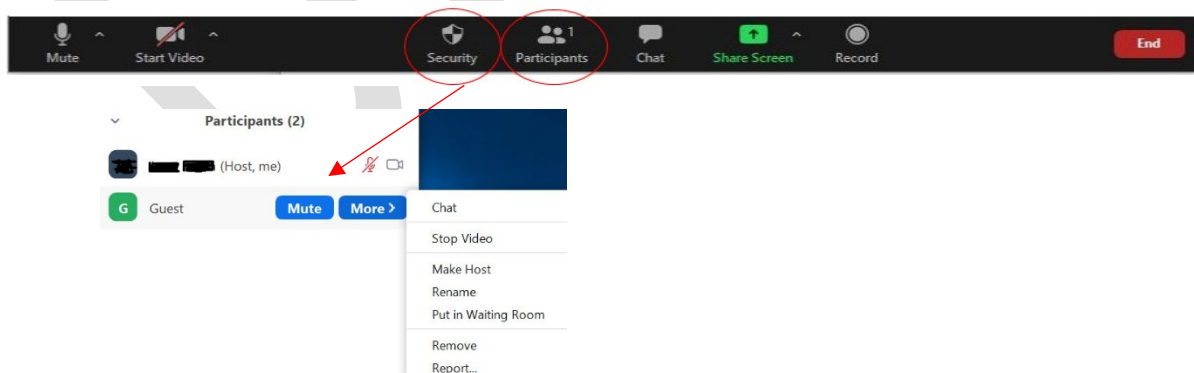 1
Mute Start Video Security Participants Chat Share Screen Record End
Participants (2)
(Host, me)
G Guest Mute More >
Chat
Stop Video
Make Host
Rename
Put in Waiting Room
Remove
Report...